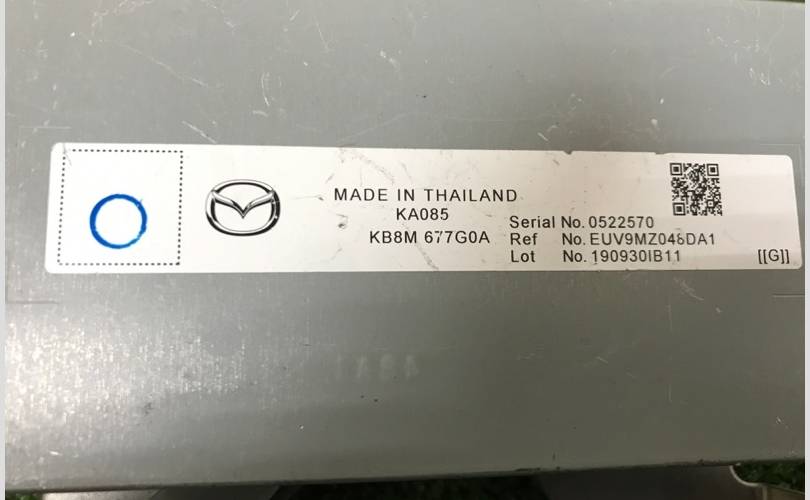 MADE IN THAILAND
KA085
KB8M 677G0A
Serial No. 0522570
Ref No. EUV9MZ046DA1
Lot No. 190930IB11
[[G]]